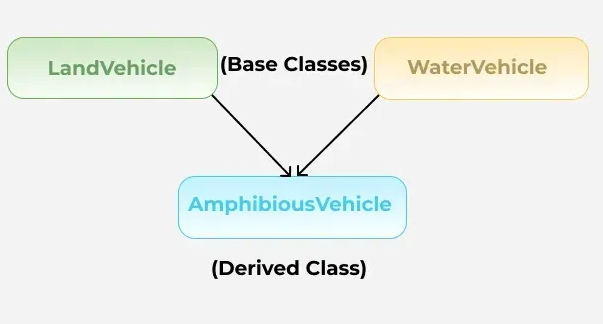 LandVehicle
(Base Classes)
WaterVehicle
AmphibiousVehicle
(Derived Class)